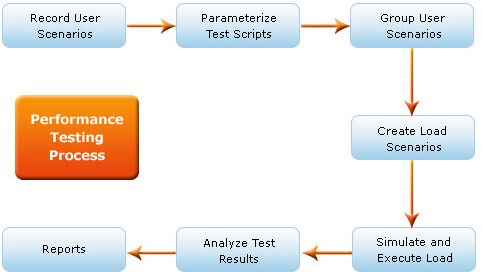 Record User
Scenarios
Parameterize
Test Scripts
Group User
Scenarios
Performance
Testing
Process
Create Load
Scenarios
Simulate and
Execute Load
Analyze Test
Results
Reports